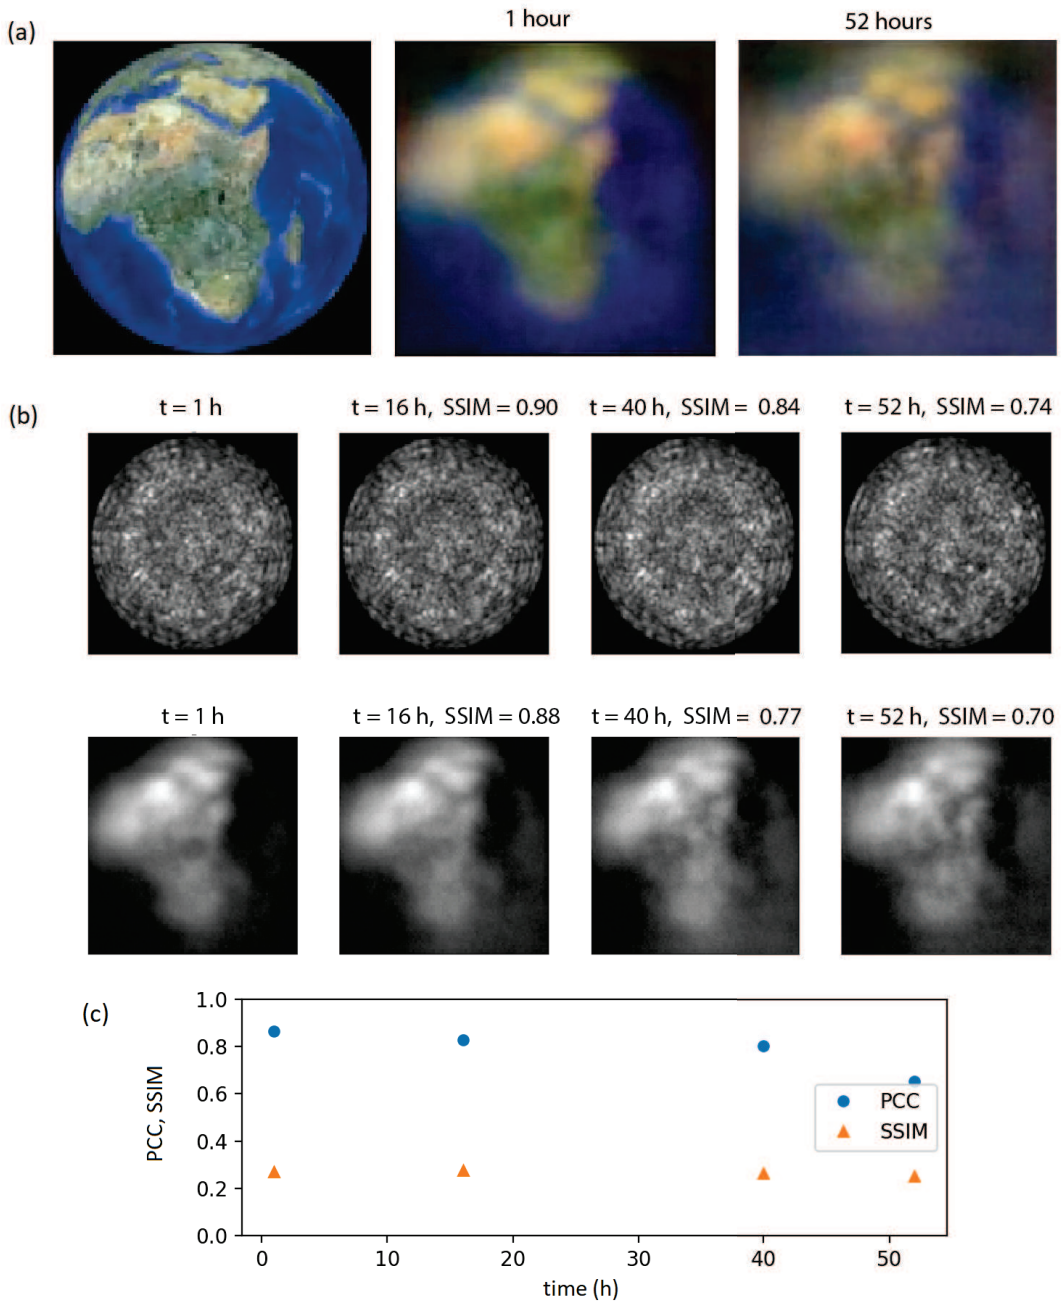 (a)
1 hour
52 hours
(b)
t = 1 h
t = 16 h, SSIM = 0.90
t = 40 h, SSIM = 0.84
t = 52 h, SSIM = 0.74
t = 1 h
t = 16 h, SSIM = 0.88
t = 40 h, SSIM = 0.77
t = 52 h, SSIM = 0.70
(c)
PCC, SSIM
1.0
0.8
0.6
0.4
0.2
0.0
PCC
SSIM
0 10 20 30 40 50
time (h)